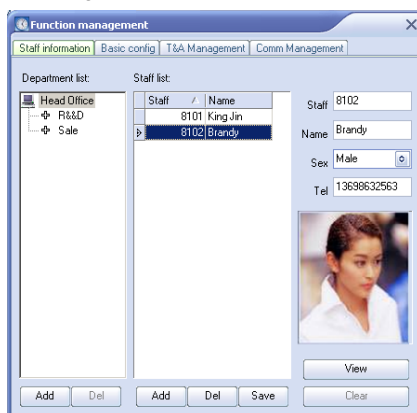 Function management
Staff information Basic config T&A Management Comm Management
Department list: Staff list:
Head Office
R&&D
Sale
Staff Name
8101 King Jin
8102 Brandy
Staff 8102
Name Brandy
Sex Male
Tel 13698632563
View
Add Del Add Del Save Clear